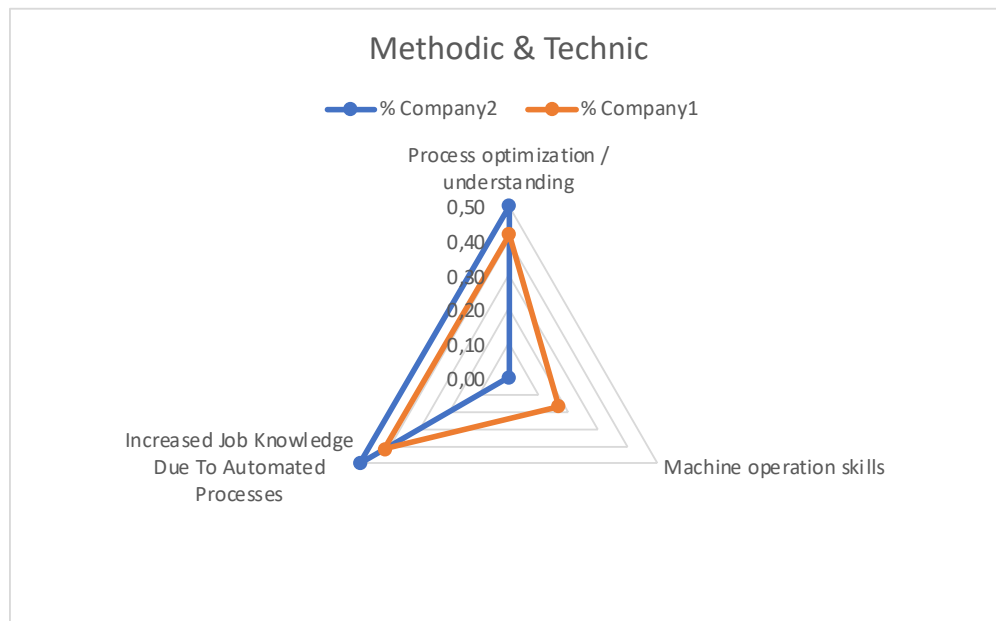 Methodic & Technic
% Company2
% Company1
Process optimization /
understanding
0,50
0,40
0,30
0,20
0,10
0,00
Increased Job Knowledge
Due To Automated
Processes
Machine operation skills